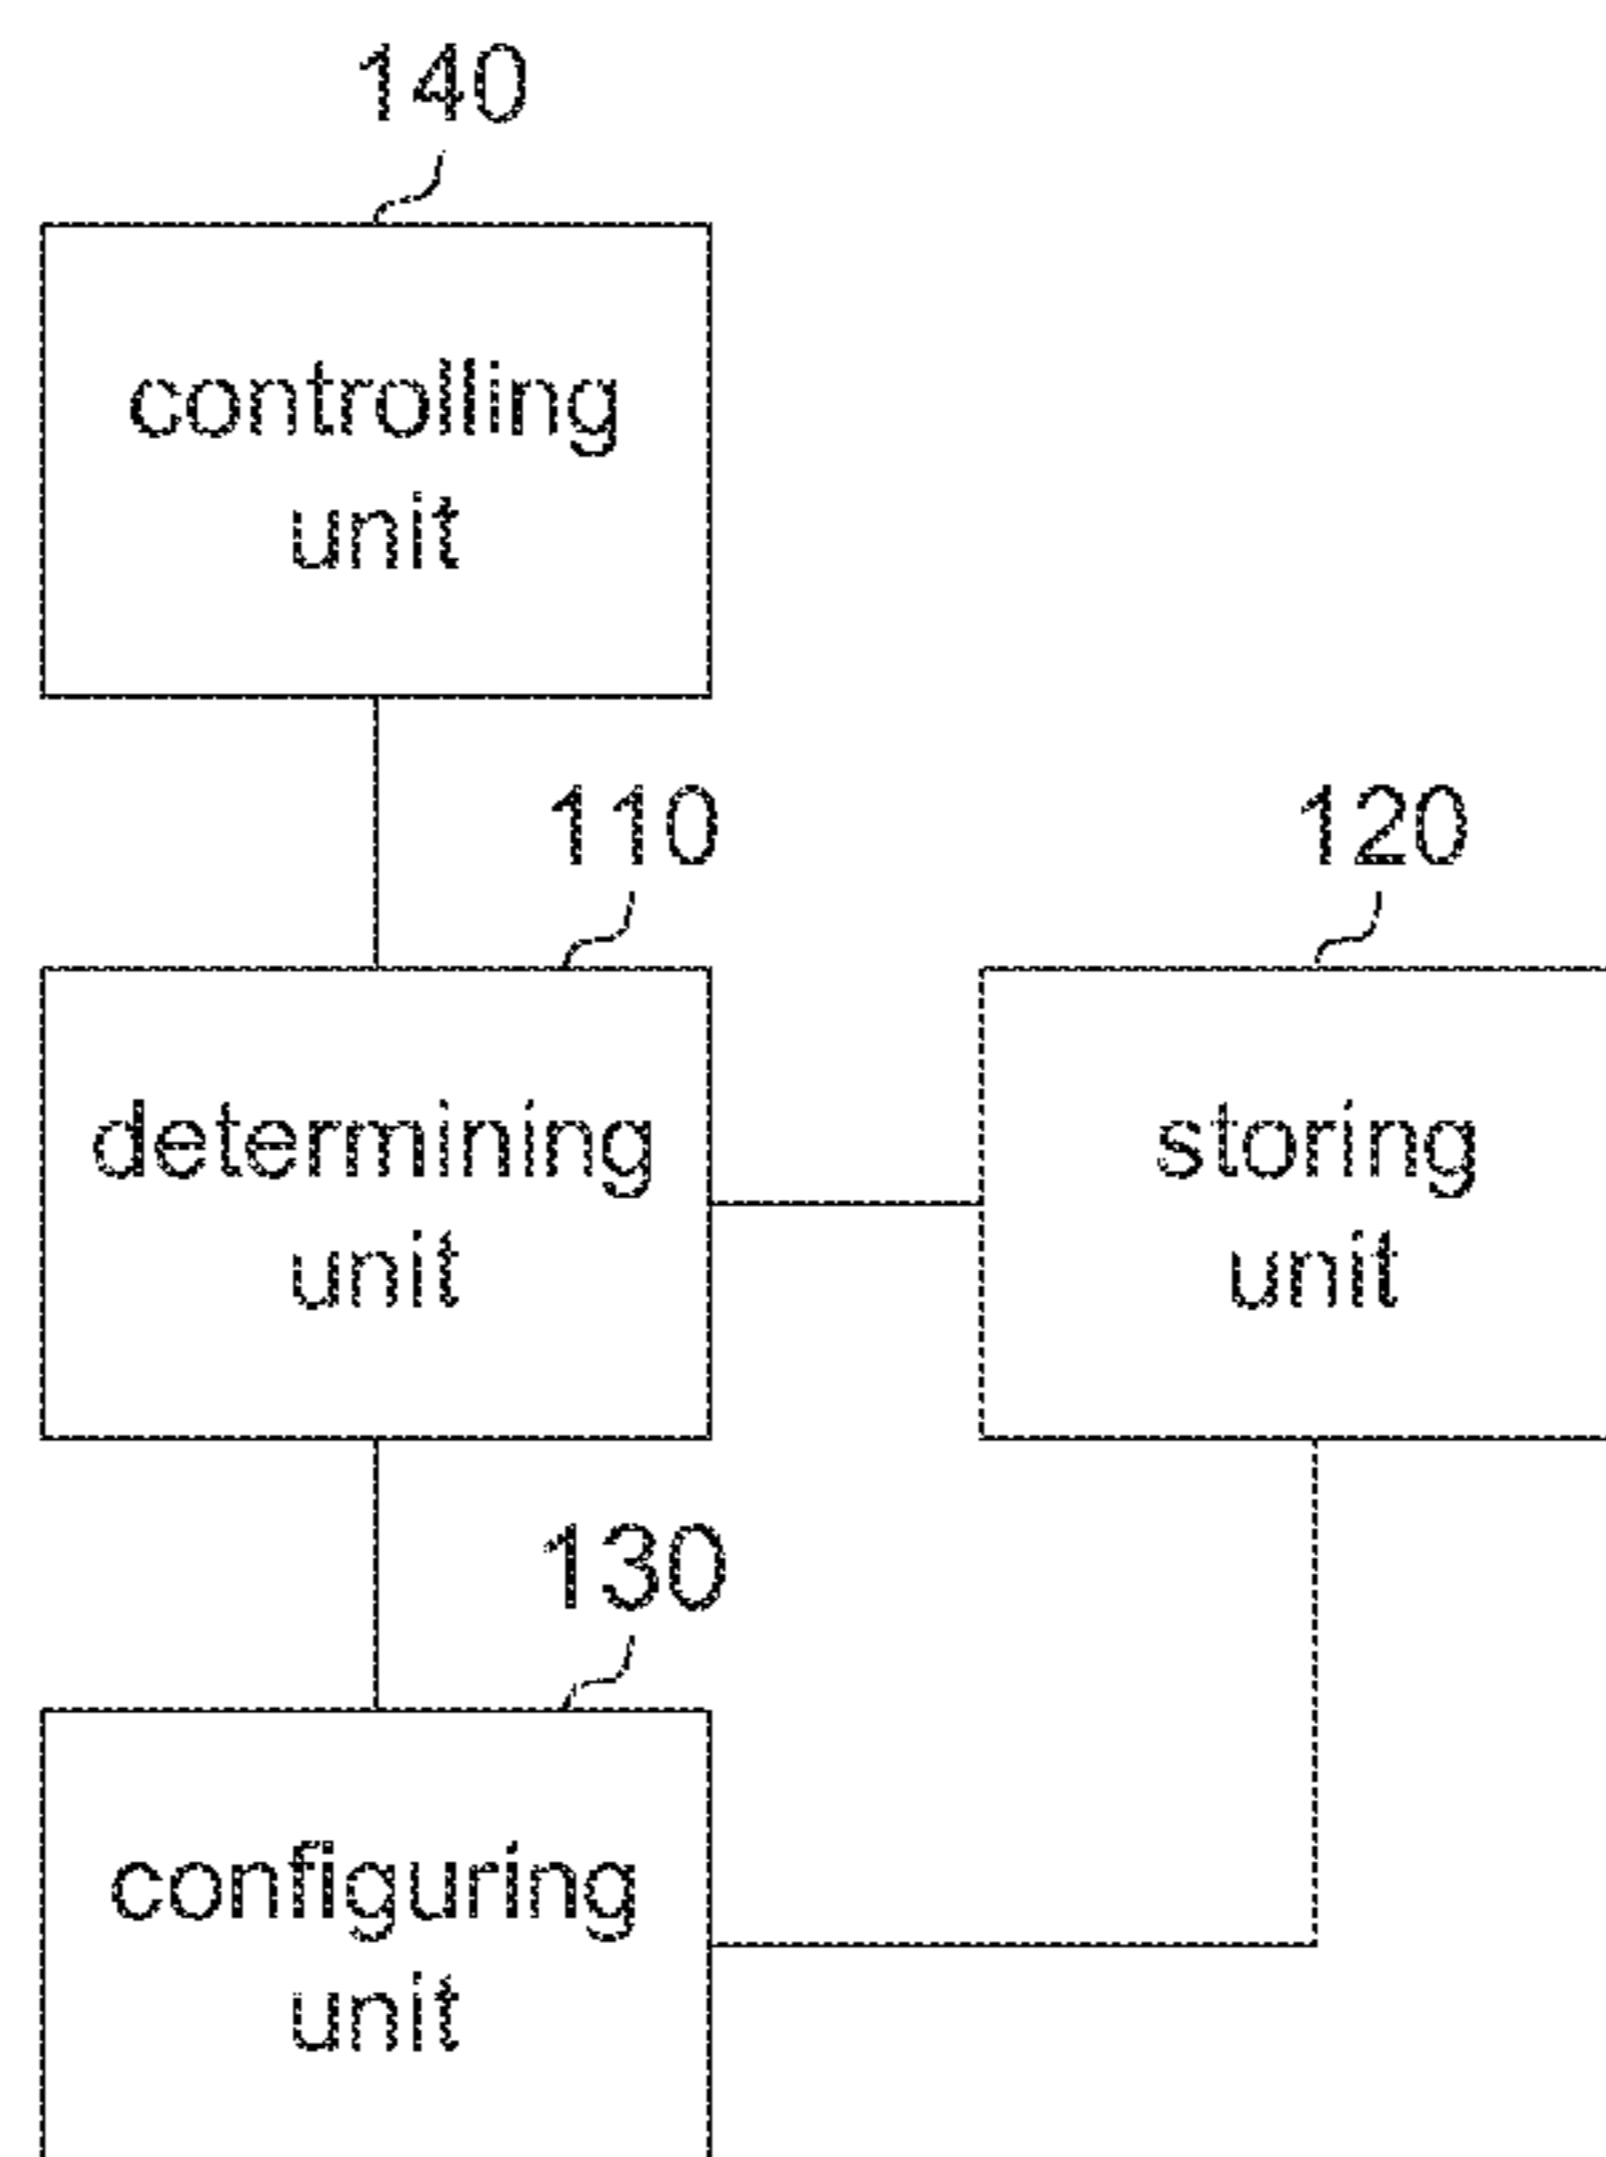 140
controlling
unit
110
120
determining
unit
storing
unit
130
configuring
unit